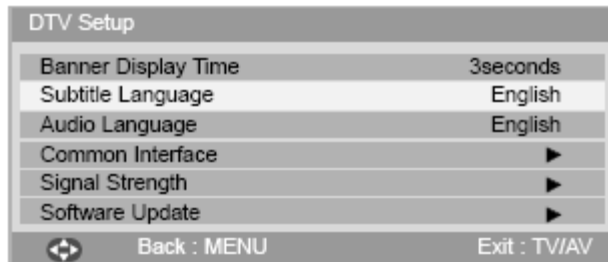 DTV Setup
Banner Display Time 3seconds
Subtitle Language English
Audio Language English
Common Interface ▶
Signal Strength ▶
Software Update ▶
Back : MENU Exit : TV/AV